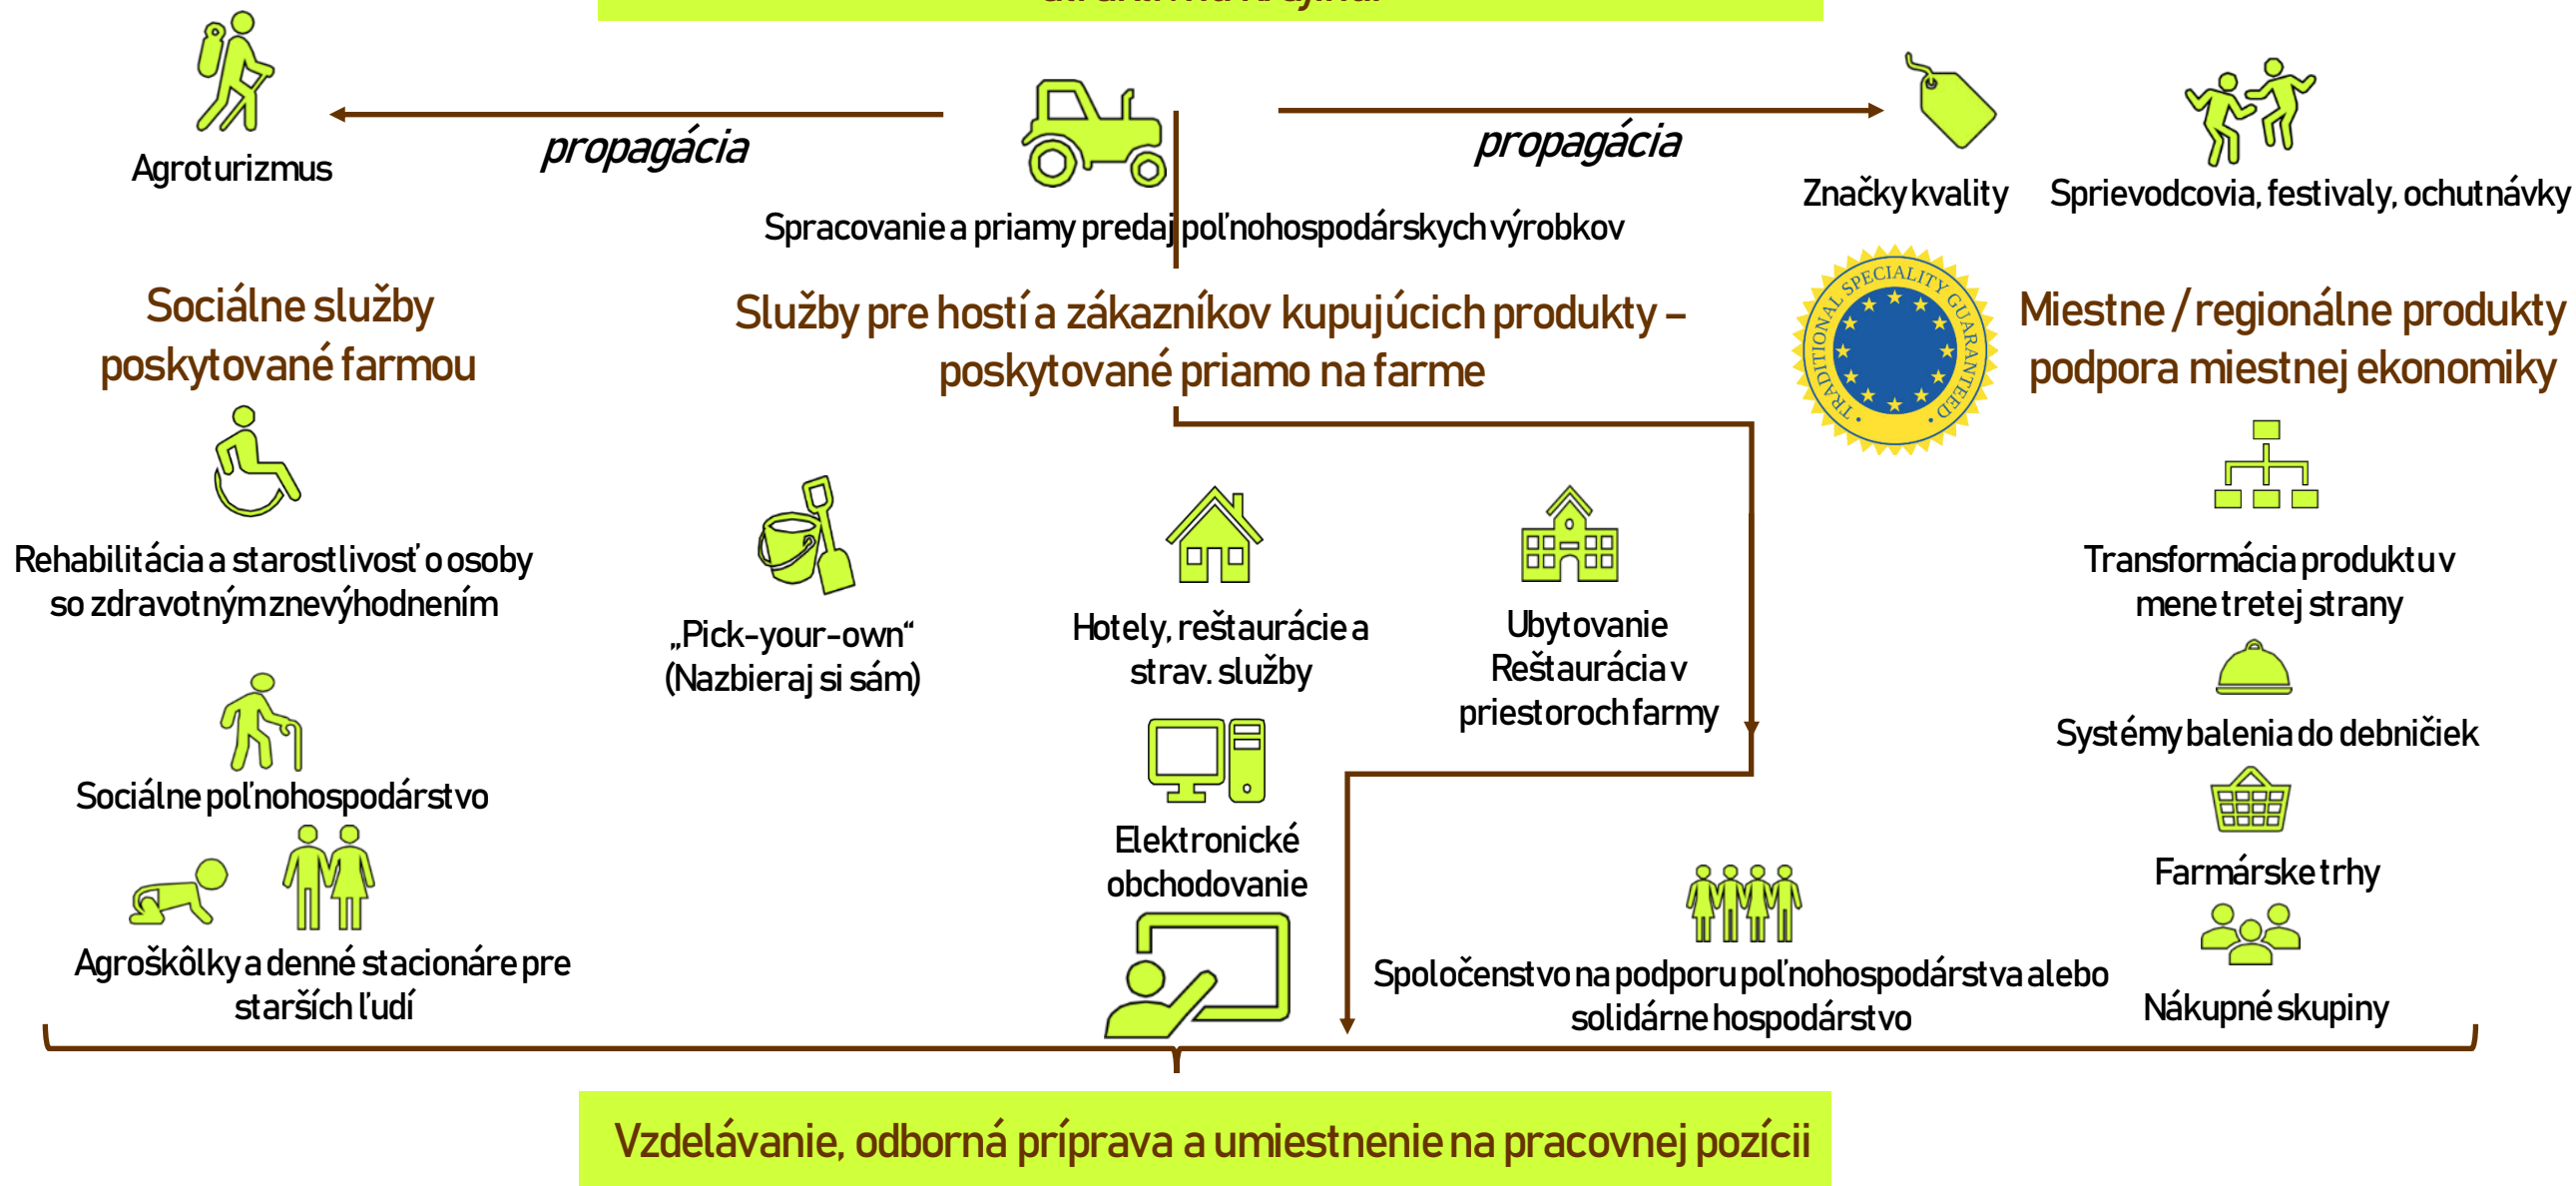 Agroturizmus
propagácia
propagácia
Značky kvality
Sprievodcovia, festivaly, ochutnávky
Spracovanie a priamy predaj poľnohospodárskych výrobkov
Sociálne služby
poskytované farmou
Služby pre hostí a zákazníkov kupujúcich produkty –
poskytované priamo na farme
TRADITIONAL SPECIALITY GUARANTEED
Miestne / regionálne produkty
podpora miestnej ekonomiky
Rehabilitácia a starostlivosť o osoby
so zdravotným znevýhodnením
Sociálne poľnohospodárstvo
Agroškôlky a denné stacionáre pre
starších ľudí
„Pick-your-own“
(Nazbieraj si sám)
Hotely, reštaurácie a
strav. služby
Elektronické
obchodovanie
Ubytovanie
Reštaurácia v
priestoroch farmy
Spoločenstvo na podporu poľnohospodárstva alebo
solidárne hospodárstvo
Transformácia produktu v
mene tretej strany
Systémy balenia do debničiek
Farmárske trhy
Nákupné skupiny
Vzdelávanie, odborná príprava a umiestnenie na pracovnej pozícii